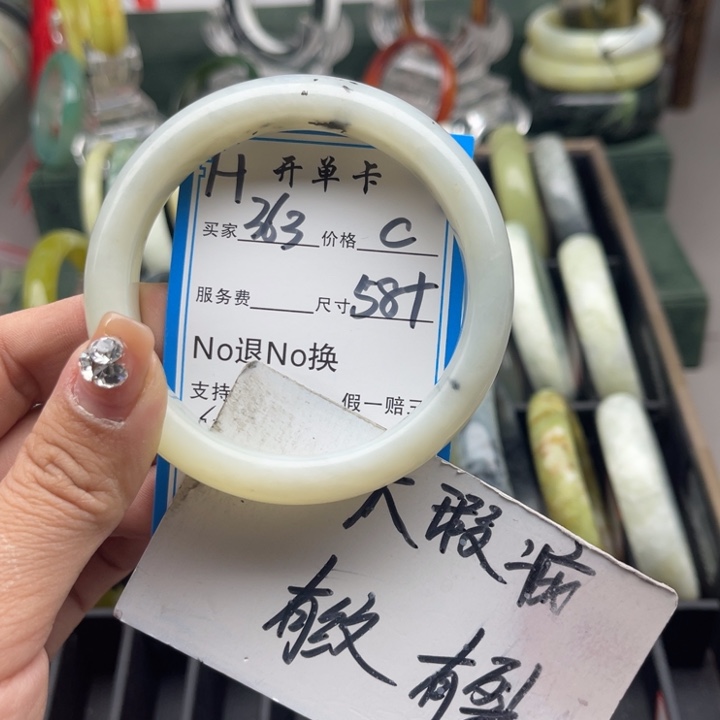 H 开单卡
买家 363 价格 C
服务费 尺寸 58+
No退No换
支持 假一赔三
大瑕疵
有纹 有裂